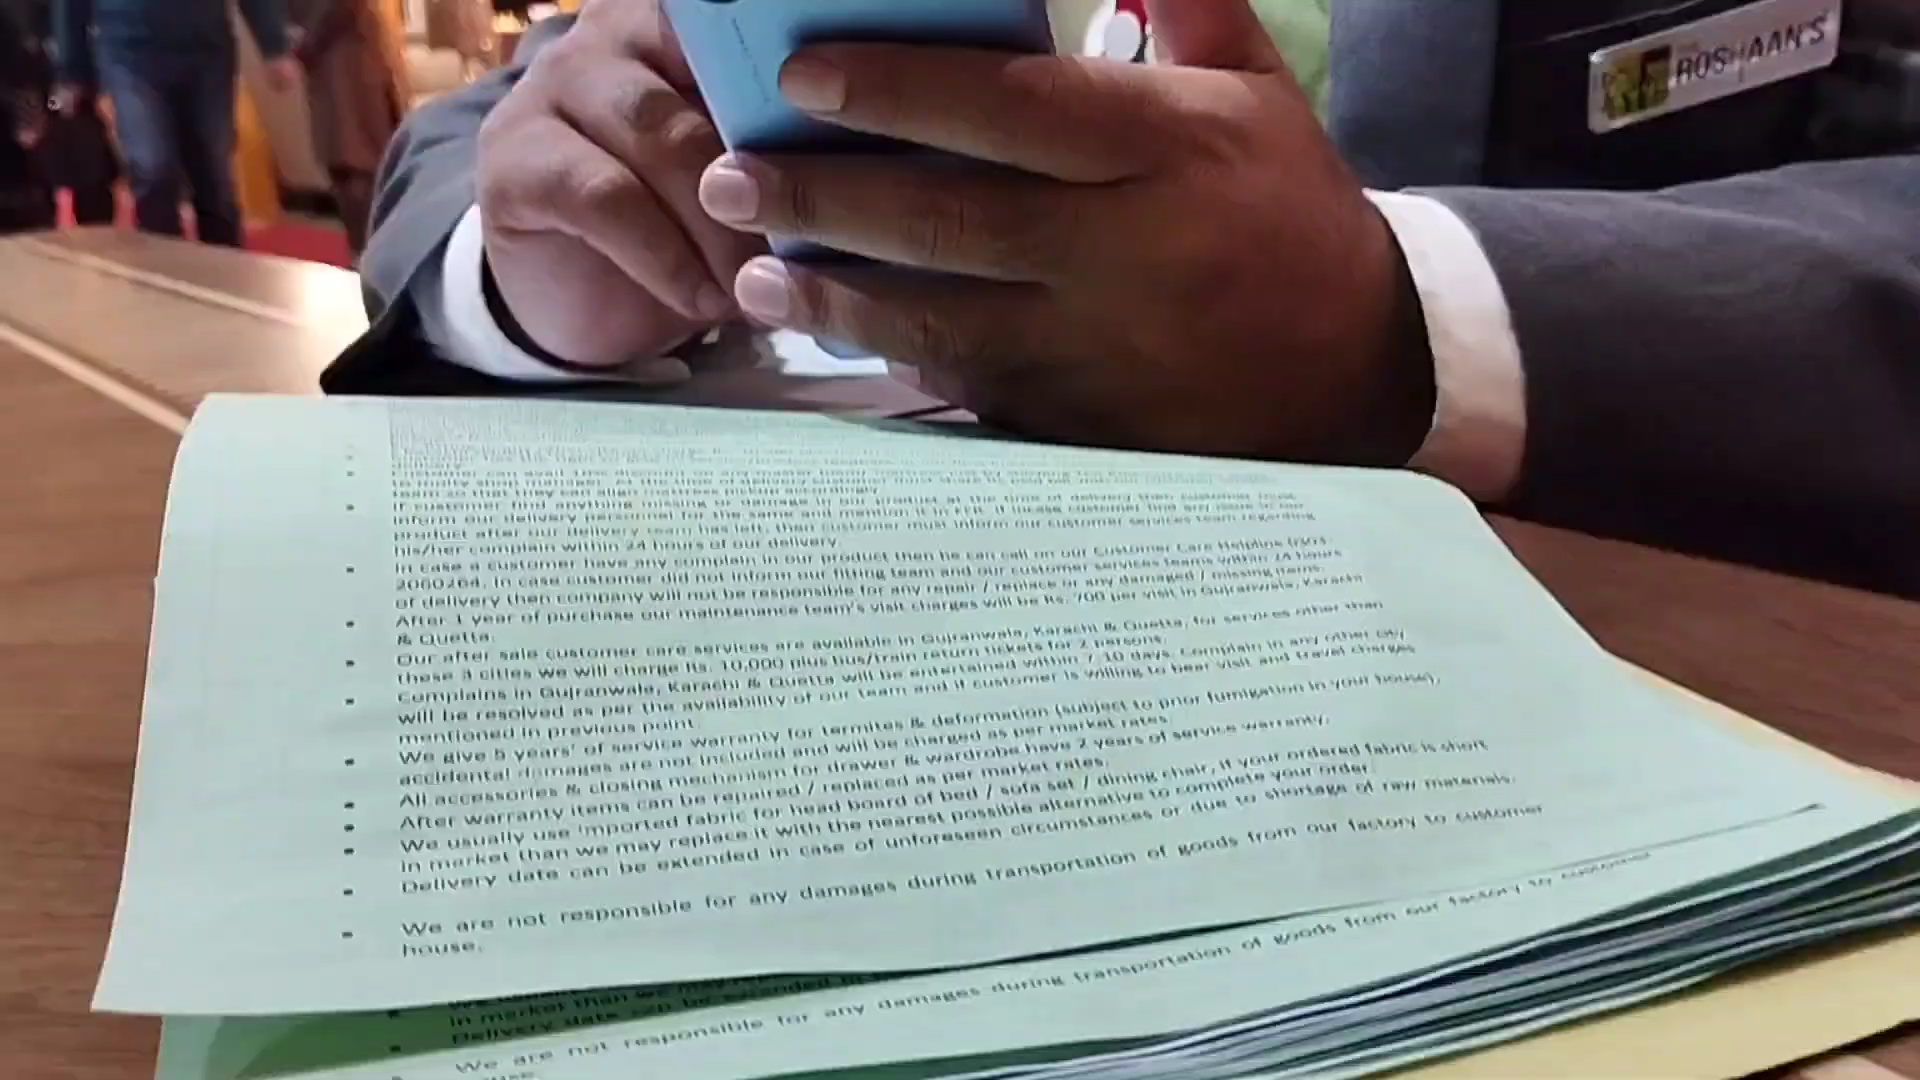 ROSHAAN'S
delivery.
Customer can avail
team so that they can align mattress pickup accordingly
If customer find anything missing or damage in our product at the time of delivery then customer must
inform our delivery personnel for the same and mention it in if incase customer find any issue in our
product after our delivery team has left, then customer must inform our customer services team regarding
his/her complain within 24 hours of our delivery.
In case a customer have any complain in our product then he can call on our Customer Care Helpline
2060264. In case customer did not inform our fitting team and our customer services teams within 24 hours
of delivery then company will not be responsible for any repair / replace or any damaged / missing items.
After 1 year of purchase our maintenance team's visit charges will be Rs. 700 per visit in Gujranwala, Karachi
& Quetta.
Our after sale customer care services are available in Gujranwala, Karachi & Quetta, for services other than
these 3 cities we will charge Rs. 10,000 plus bus/train return tickets for 2 persons.
Complains in Gujranwala, Karachi & Quetta will be entertained within 7-10 days. Complain in any other city
will be resolved as per the availability of our team and if customer is willing to bear visit and travel charges
mentioned in previous point.
We give 5 years' of service warranty for termites & deformation (subject to prior fumigation in your house),
accidental damages are not included and will be charged as per market rates.
All accessories & closing mechanism for drawer & wardrobe have 2 years of service warranty.
After warranty items can be repaired / replaced as per market rates.
We usually use imported fabric for head board of bed / sofa set / dining chair, if your ordered fabric is short
in market than we may replace it with the nearest possible alternative to complete your order.
Delivery date can be extended in case of unforeseen circumstances or due to shortage of raw materials.
We are not responsible for any damages during transportation of goods from our factory to customer
house.
in market than we may
Delivery date can be extended
We are not responsible for any damages during transportation of goods from our factory to customer